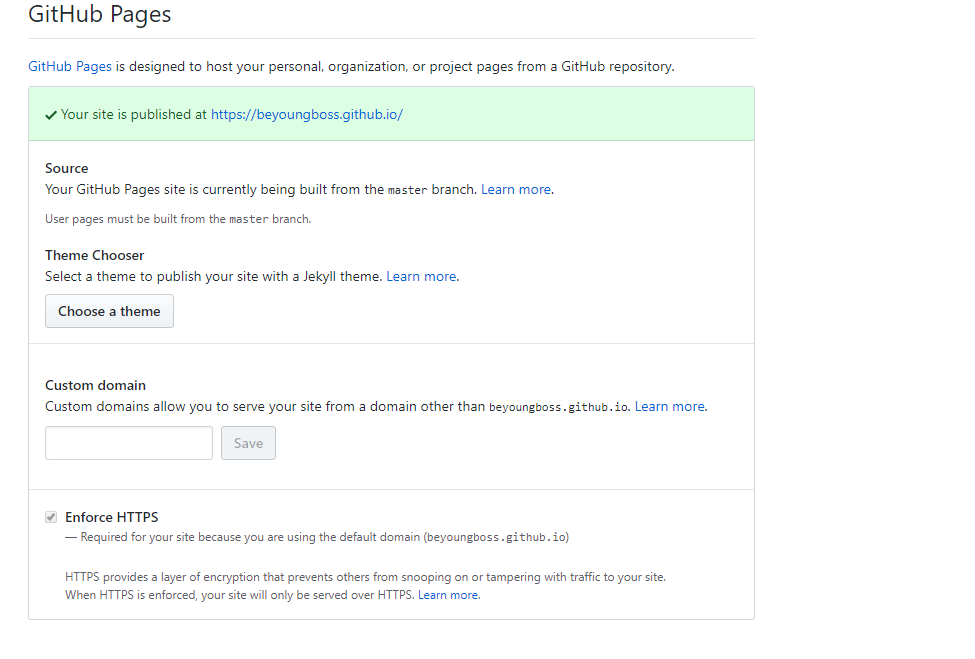 GitHub Pages
GitHub Pages is designed to host your personal, organization, or project pages from a GitHub repository.
Your site is published at https://beyoungboss.github.io/
Source
Your GitHub Pages site is currently being built from the master branch. Learn more.
User pages must be built from the master branch.
Theme Chooser
Select a theme to publish your site with a Jekyll theme. Learn more.
Choose a theme
Custom domain
Custom domains allow you to serve your site from a domain other than beyoungboss.github.io. Learn more.
Save
Enforce HTTPS
— Required for your site because you are using the default domain (beyoungboss.github.io)
HTTPS provides a layer of encryption that prevents others from snooping on or tampering with traffic to your site.
When HTTPS is enforced, your site will only be served over HTTPS. Learn more.